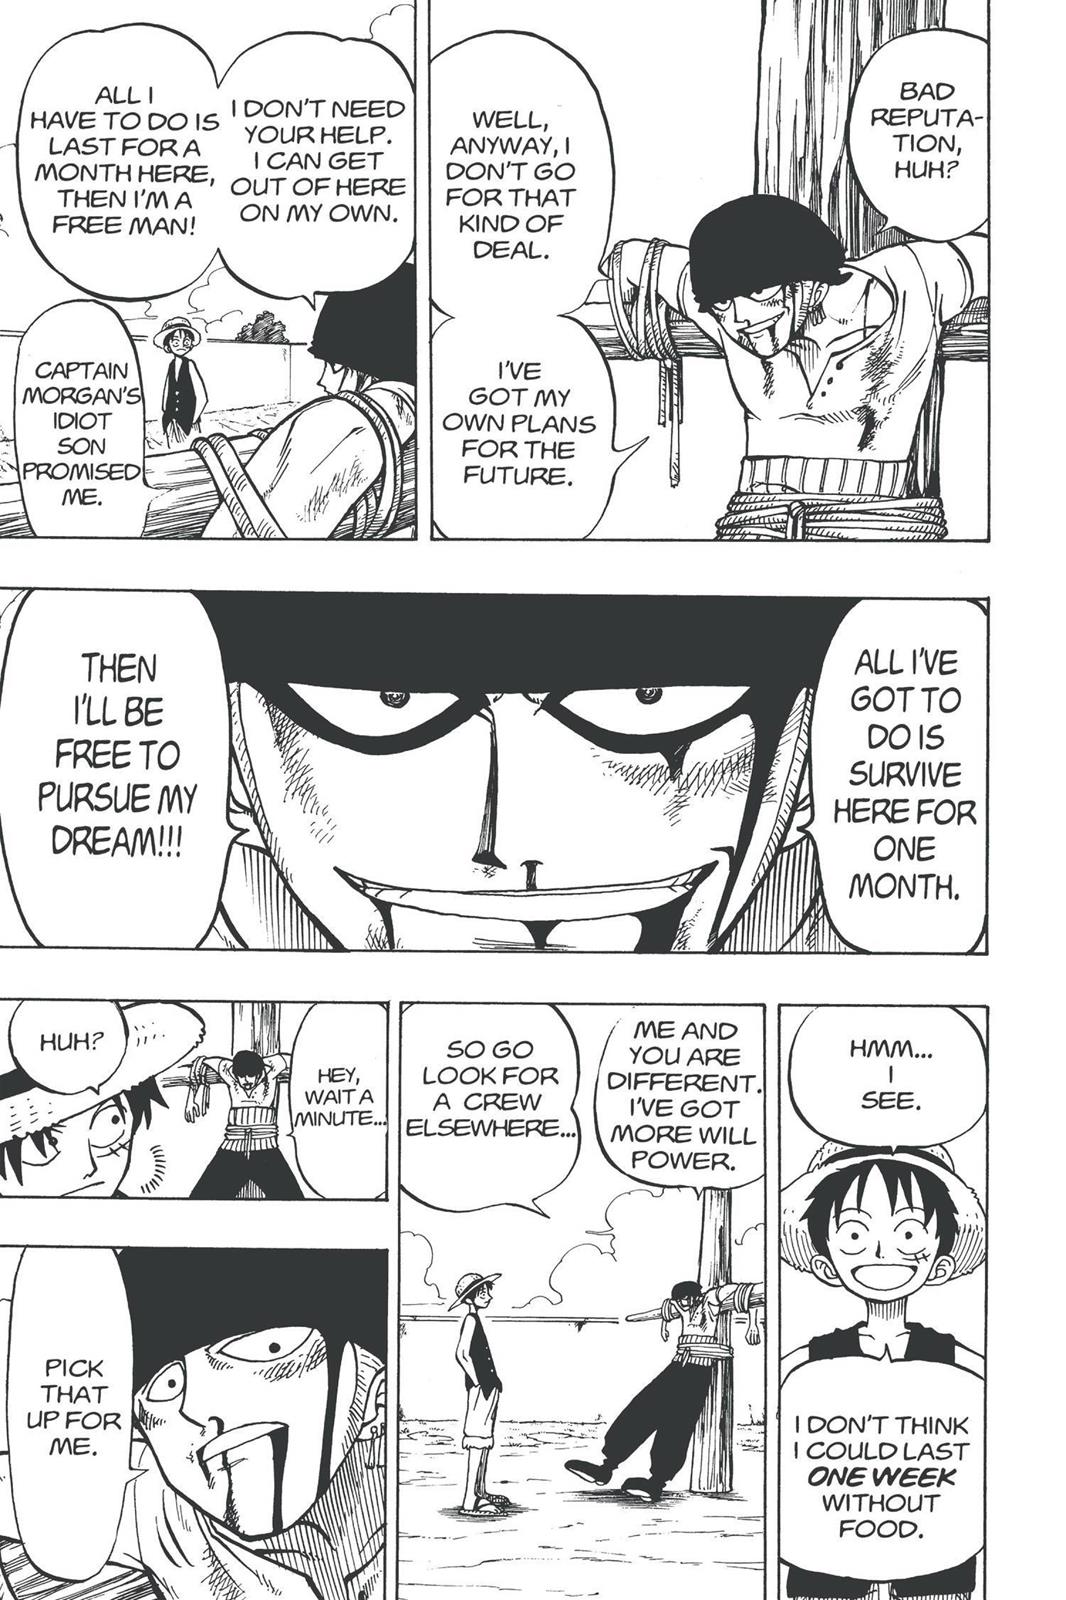 BAD
REPUTA-
TION,
HUH?
WELL,
ANYWAY, I
DON'T GO
FOR THAT
KIND OF
DEAL.
I'VE
GOT MY
OWN PLANS
FOR THE
FUTURE.
I DON'T NEED
YOUR HELP.
I CAN GET
OUT OF HERE
ON MY OWN.
ALL I
HAVE TO DO IS
LAST FOR A
MONTH HERE,
THEN I'M A
FREE MAN!
CAPTAIN
MORGAN'S
IDIOT
SON
PROMISED
ME.
ALL I'VE
GOT TO
DO IS
SURVIVE
HERE FOR
ONE
MONTH.
THEN
I'LL BE
FREE TO
PURSUE MY
DREAM!!!
HMM...
I
SEE.
I DON'T THINK
I COULD LAST
ONE WEEK
WITHOUT
FOOD.
ME AND
YOU ARE
DIFFERENT.
I'VE GOT
MORE WILL
POWER.
SO GO
LOOK FOR
A CREW
ELSEWHERE...
HEY,
WAIT A
MINUTE...
HUH?
PICK
THAT
UP FOR
ME.